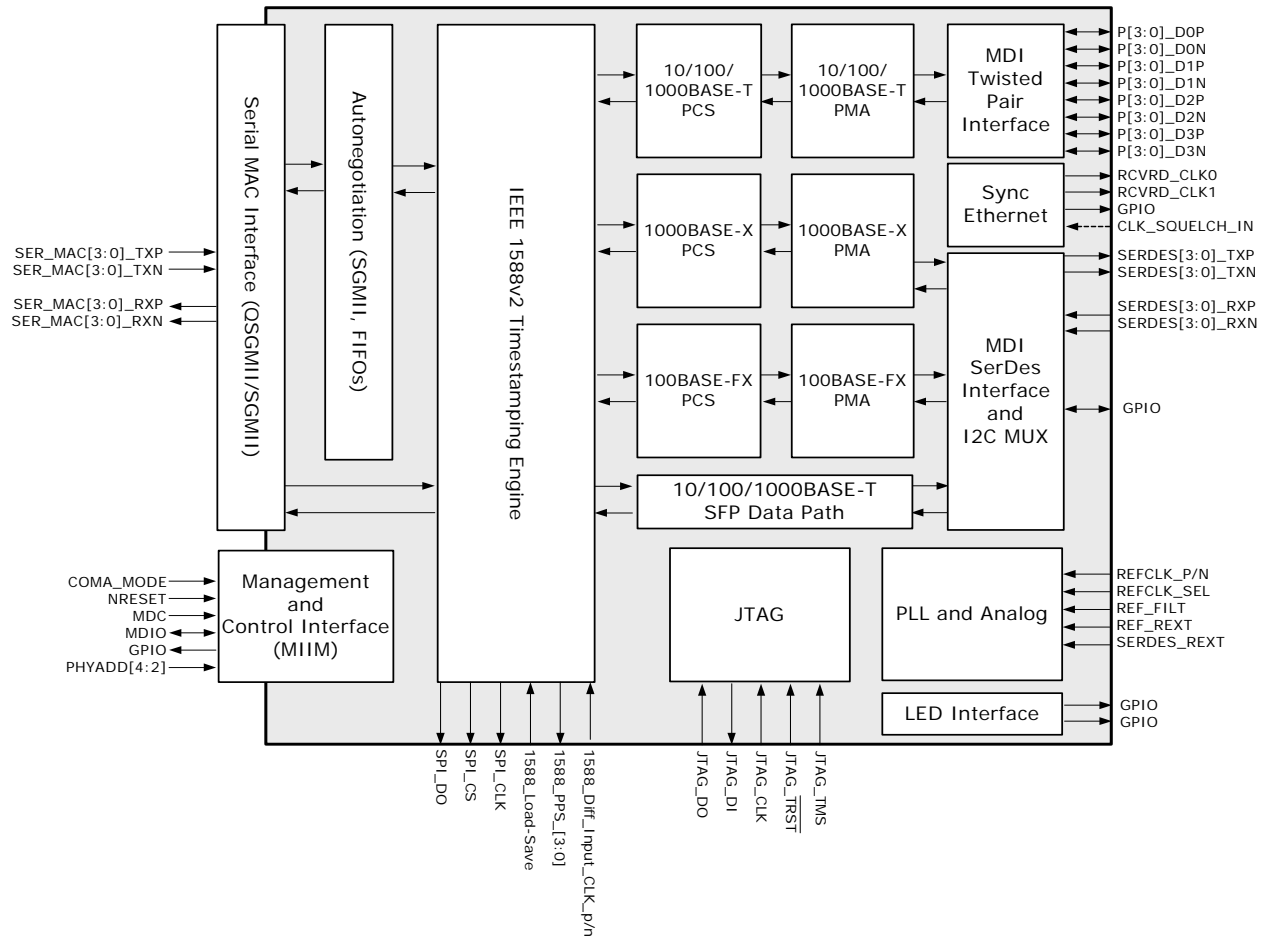 SER_MAC[3:0]_TXP
SER_MAC[3:0]_TXN
SER_MAC[3:0]_RXP
SER_MAC[3:0]_RXN
Serial MAC Interface (QSGMII/SGMII)
Autonegotiation (SGMII, FIFOs)
IEEE 1588v2 Timestamping Engine
10/100/
1000BASE-T
PCS
10/100/
1000BASE-T
PMA
MDI
Twisted
Pair
Interface
P[3:0]_D0P
P[3:0]_D0N
P[3:0]_D1P
P[3:0]_D1N
P[3:0]_D2P
P[3:0]_D2N
P[3:0]_D3P
P[3:0]_D3N
Sync
Ethernet
RCVRD_CLK0
RCVRD_CLK1
GPIO
CLK_SQUELCH_IN
1000BASE-X
PCS
1000BASE-X
PMA
SERDES[3:0]_TXP
SERDES[3:0]_TXN
SERDES[3:0]_RXP
SERDES[3:0]_RXN
MDI
SerDes
Interface
and
I2C MUX
GPIO
100BASE-FX
PCS
100BASE-FX
PMA
10/100/1000BASE-T
SFP Data Path
COMA_MODE
NRESET
MDC
MDIO
GPIO
PHYADD[4:2]
Management
and
Control Interface
(MIIM)
JTAG
PLL and Analog
REFCLK_P/N
REFCLK_SEL
REF_FILT
REF_REXT
SERDES_REXT
LED Interface
GPIO
GPIO
SPI_DO
SPI_CS
SPI_CLK
1588_Load-Save
1588_PPS_[3:0]
1588_Diff_Input_CLK_p/n
JTAG_DO
JTAG_DI
JTAG_CLK
JTAG_TRST
JTAG_TMS